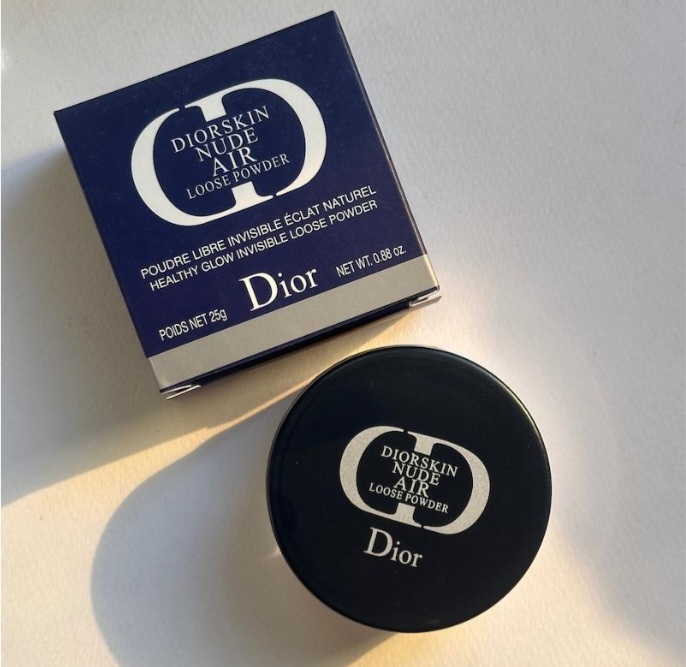 DIORSKIN
NUDE
AIR
LOOSE POWDER
POUDRE LIBRE INVISIBLE ÉCLAT NATUREL
HEALTHY GLOW INVISIBLE LOOSE POWDER
POIDS NET 25g Dior NET WT. 0.88 oz.
DIORSKIN
NUDE
AIR
LOOSE POWDER
Dior